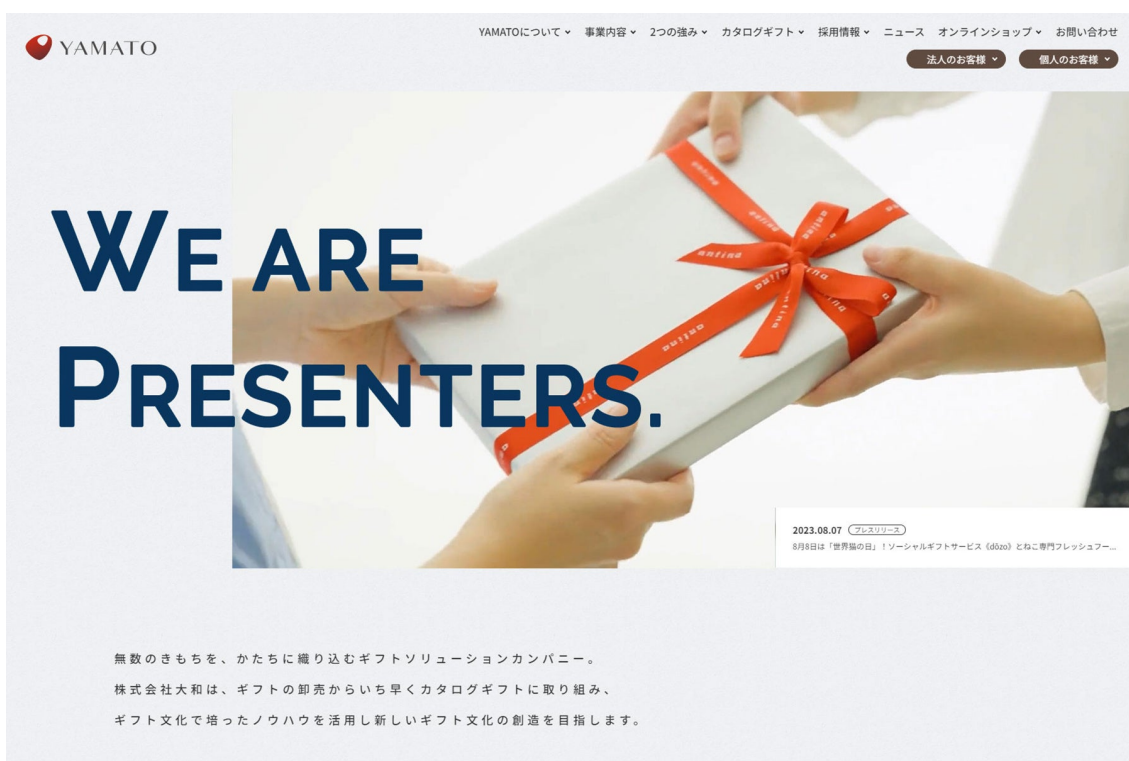 YAMATO
YAMATOについて 事業内容 2つの強み カタログギフト 採用情報 ニュース オンラインショップ お問い合わせ
法人のお客様 個人のお客様
WE ARE
PRESENTERS.
antina
antina
antina
antina
antina
2023.08.07 プレスリリース
8月8日は「世界猫の日」！ソーシャルギフトサービス《dōzo》とねこ専門フレッシュフー...
無数のきもちを、かたちに織り込むギフトソリューションカンパニー。
株式会社大和は、ギフトの卸売からいち早くカタログギフトに取り組み、
ギフト文化で培ったノウハウを活用し新しいギフト文化の創造を目指します。